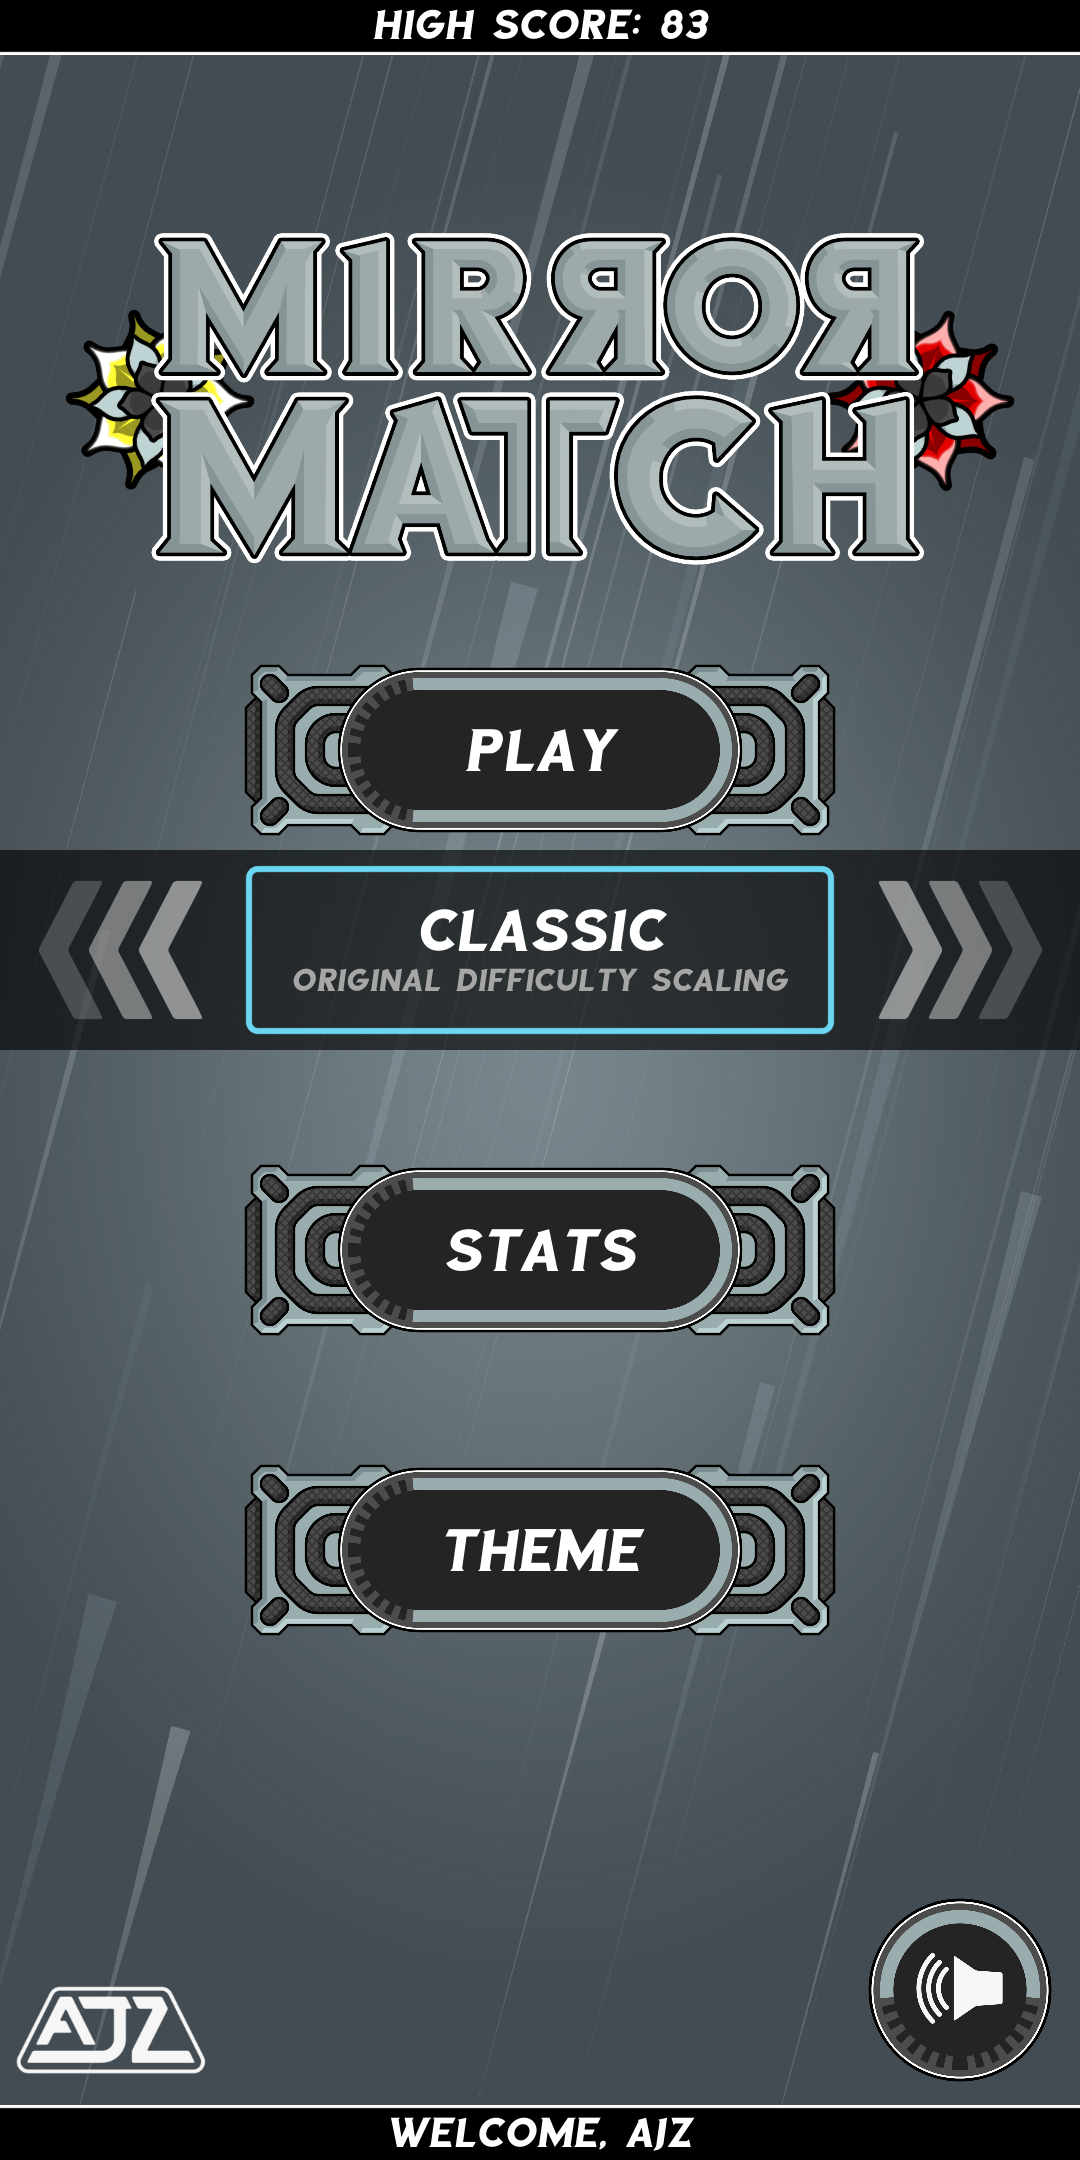 HIGH SCORE: 83
MIRROR
MATCH
PLAY
CLASSIC
ORIGINAL DIFFICULTY SCALING
STATS
THEME
AJZ
WELCOME, AJZ